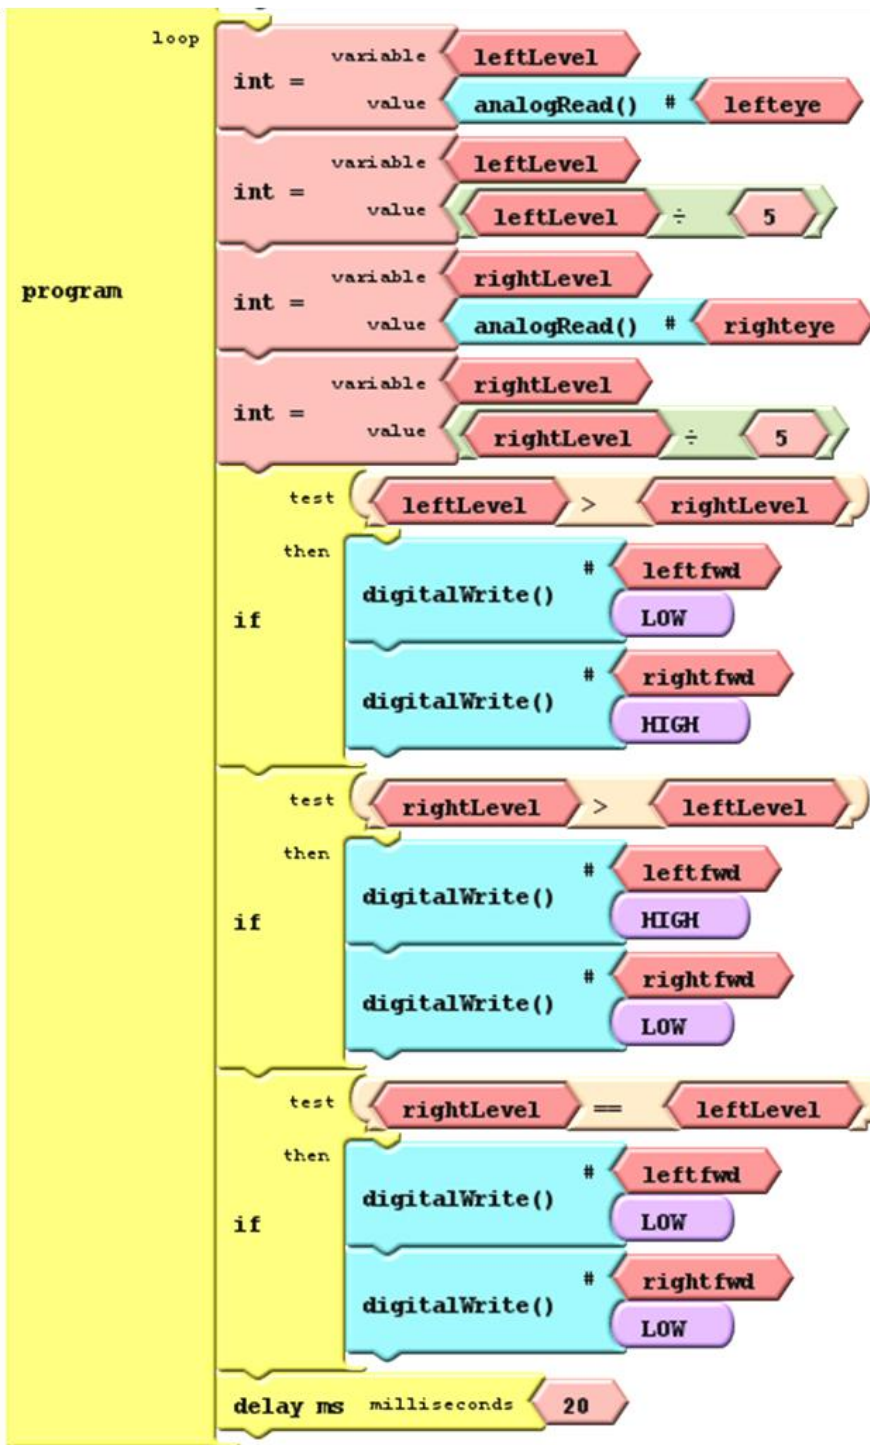 loop
variable leftLevel
int =
value analogRead() # lefteye
variable leftLevel
int =
value leftLevel ÷ 5
program
variable rightLevel
int =
value analogRead() # righteye
variable rightLevel
int =
value rightLevel ÷ 5
test leftLevel > rightLevel
then
# leftfwd
digitalWrite()
LOW
if
# rightfwd
digitalWrite()
HIGH
test rightLevel > leftLevel
then
# leftfwd
digitalWrite()
HIGH
if
# rightfwd
digitalWrite()
LOW
test rightLevel == leftLevel
then
# leftfwd
digitalWrite()
LOW
if
# rightfwd
digitalWrite()
LOW
delay ms milliseconds 20